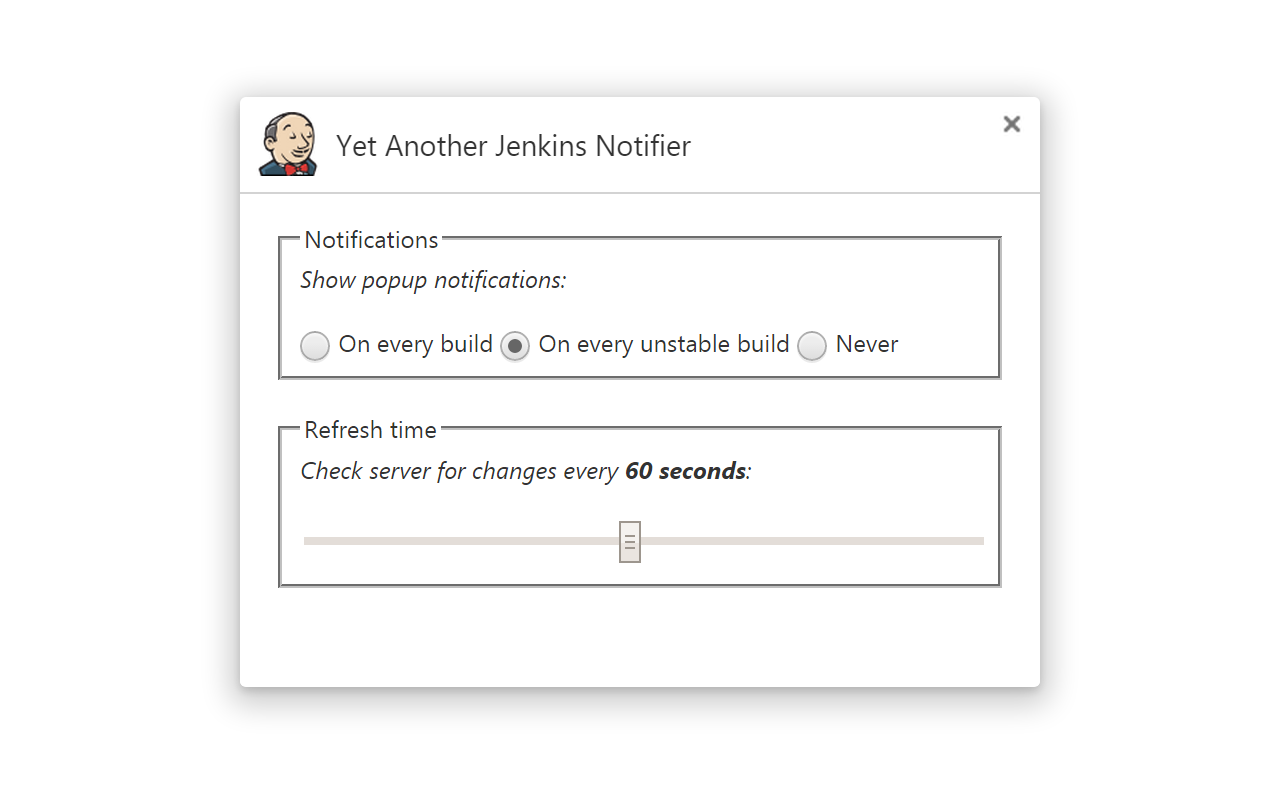 Yet Another Jenkins Notifier
Notifications
Show popup notifications:
On every build On every unstable build Never
Refresh time
Check server for changes every 60 seconds: